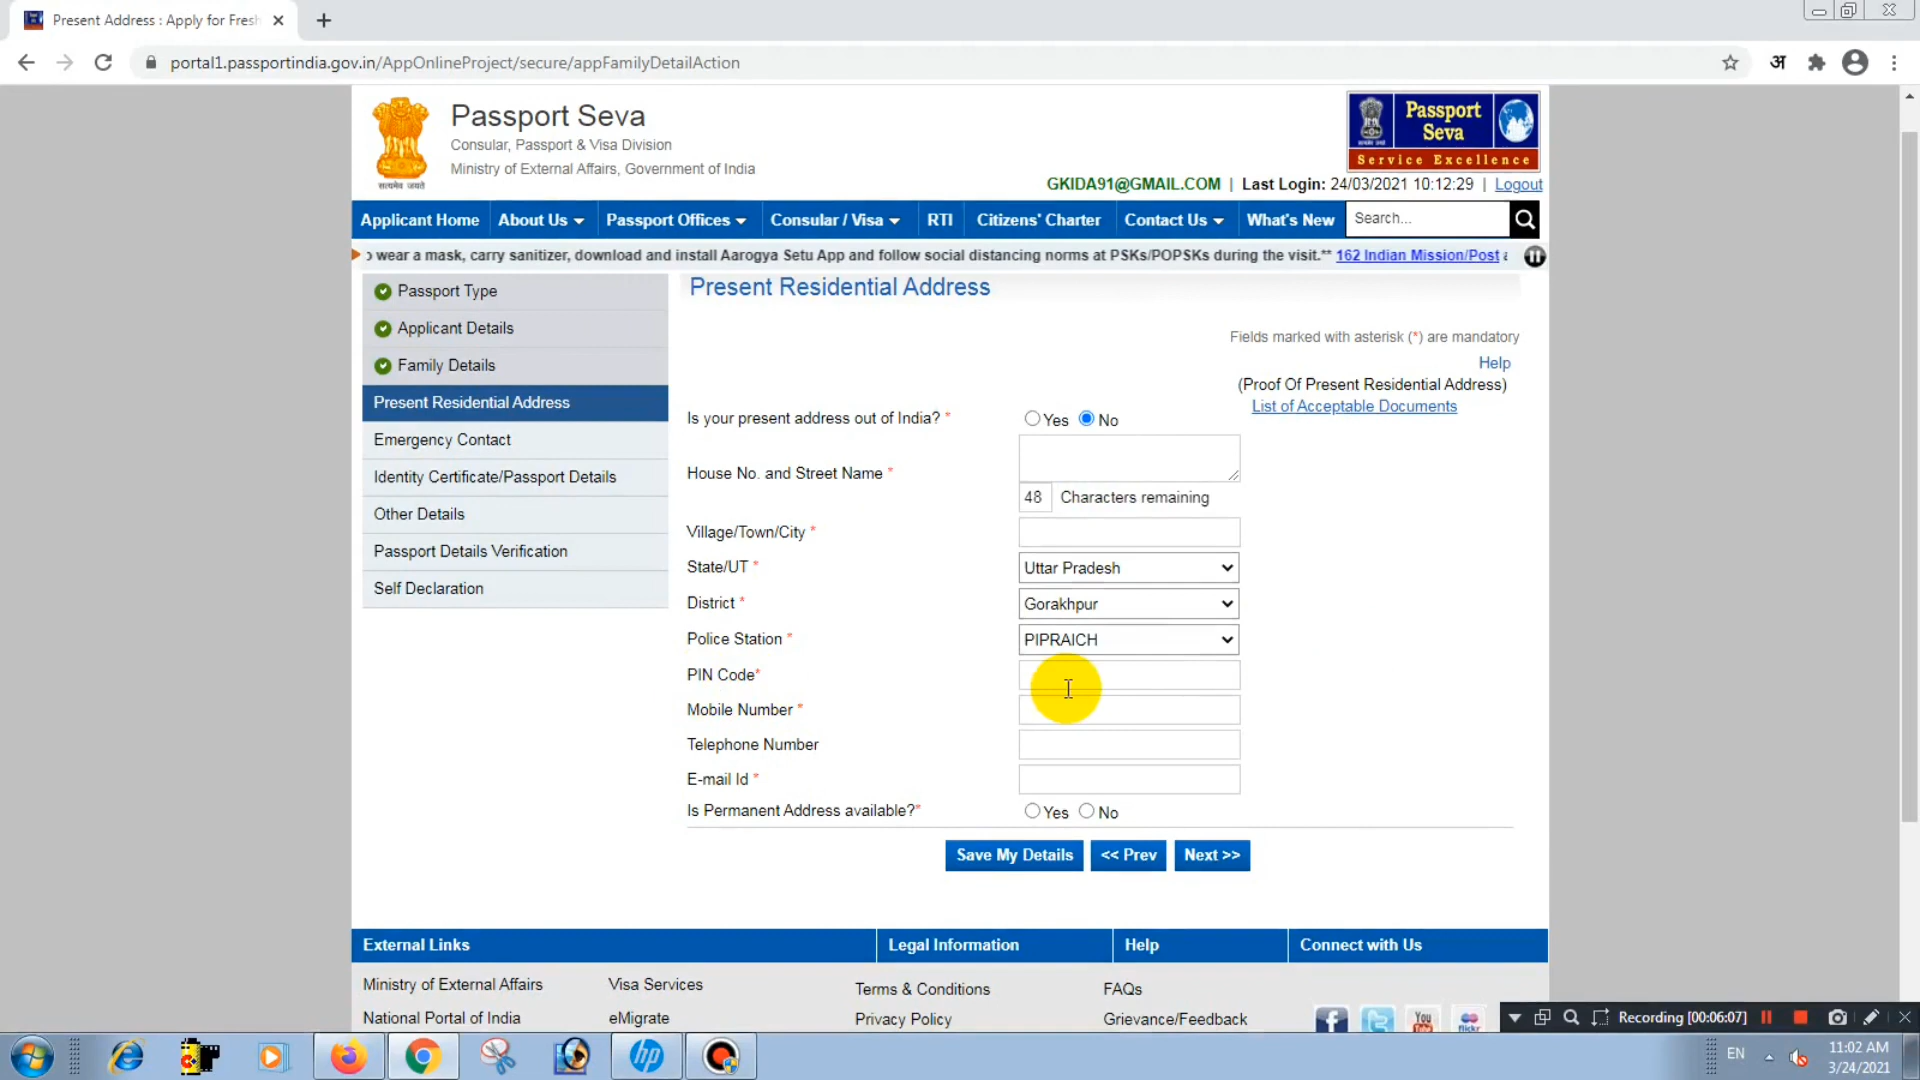 Present Address : Apply for Fresh
portal1.passportindia.gov.in/AppOnlineProject/secure/appFamilyDetailAction
अ
सत्यमेव जयते
Passport Seva
Consular, Passport & Visa Division
Ministry of External Affairs, Government of India
Passport
Seva
Service Excellence
GKIDA91@GMAIL.COM | Last Login: 24/03/2021 10:12:29 | Logout
Applicant Home About Us Passport Offices Consular / Visa RTI Citizens' Charter Contact Us What's New Search...
o wear a mask, carry sanitizer, download and install Aarogya Setu App and follow social distancing norms at PSKs/POPSKs during the visit.** 162 Indian Mission/Post a
Passport Type
Applicant Details
Family Details
Present Residential Address
Emergency Contact
Identity Certificate/Passport Details
Other Details
Passport Details Verification
Self Declaration
Present Residential Address
Fields marked with asterisk (*) are mandatory
Help
(Proof Of Present Residential Address)
List of Acceptable Documents
Is your present address out of India? * Yes No
House No. and Street Name *
48 Characters remaining
Village/Town/City *
State/UT * Uttar Pradesh
District * Gorakhpur
Police Station * PIPRAICH
PIN Code*
Mobile Number *
Telephone Number
E-mail Id *
Is Permanent Address available?* Yes No
Save My Details << Prev Next >>
External Links Legal Information Help Connect with Us
Ministry of External Affairs Visa Services Terms & Conditions FAQs
National Portal of India eMigrate Privacy Policy Grievance/Feedback
You
flickr
Recording [00:06:07]
hp
EN
11:02 AM
3/24/2021